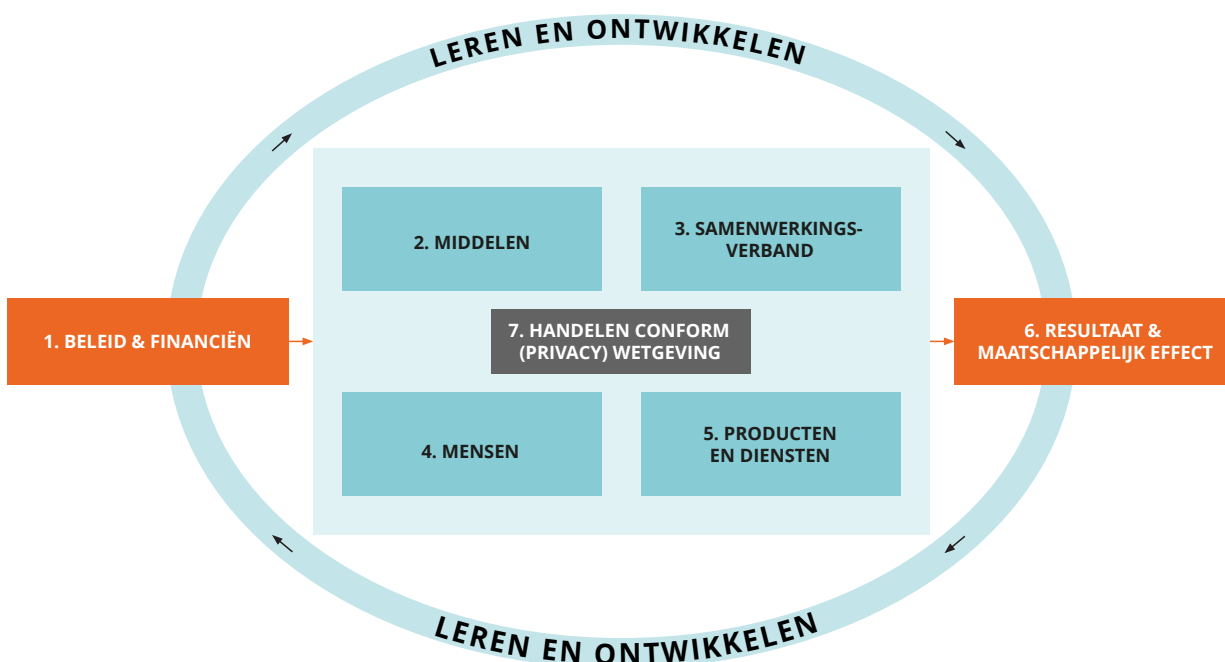 LEREN EN ONTWIKKELEN
2. MIDDELEN
3. SAMENWERKINGS-
VERBAND
1. BELEID & FINANCIËN
7. HANDELEN CONFORM
(PRIVACY) WETGEVING
6. RESULTAAT &
MAATSCHAPPELIJK EFFECT
4. MENSEN
5. PRODUCTEN
EN DIENSTEN
LEREN EN ONTWIKKELEN